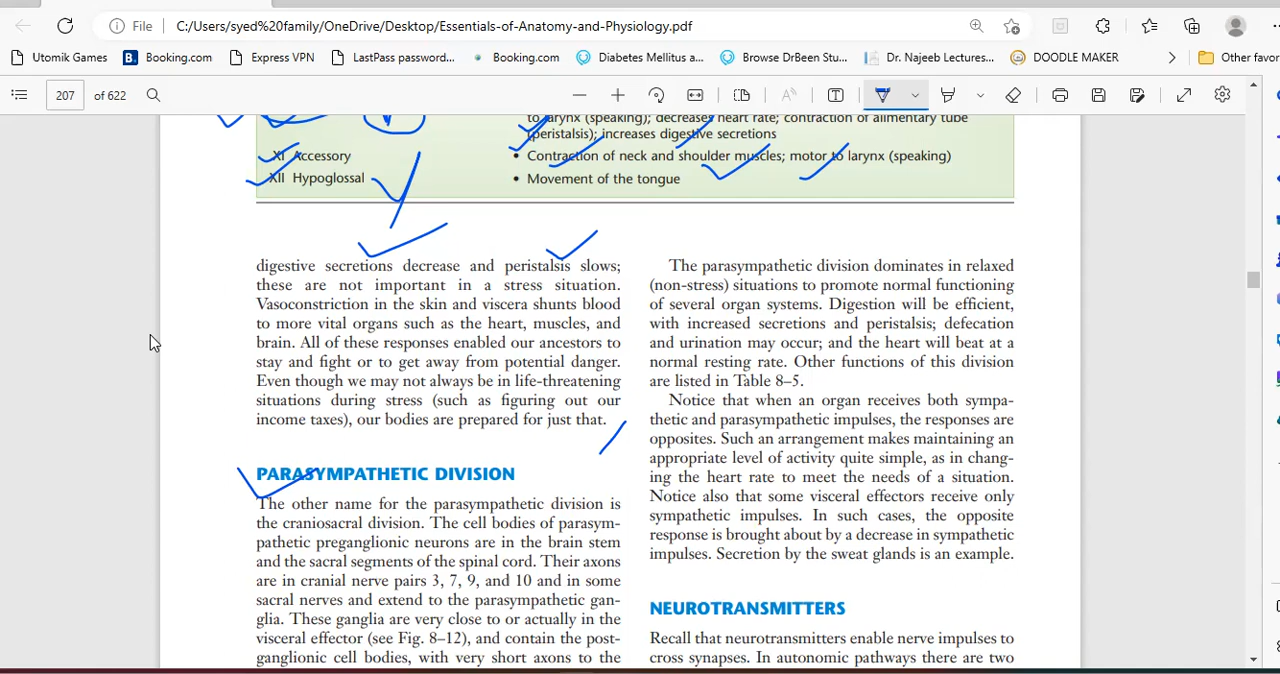 File
C:/Users/syed%20family/OneDrive/Desktop/Essentials-of-Anatomy-and-Physiology.pdf
Utomik Games
B. Booking.com
Express VPN
LastPass password...
Booking.com
Diabetes Mellitus a...
Browse DrBeen Stu...
Dr. Najeeb Lectures...
DOODLE MAKER
Other favor
207 of 622
to larynx (speaking); decreases heart rate; contraction of alimentary tube
(peristalsis); increases digestive secretions
XI Accessory
• Contraction of neck and shoulder muscles; motor to larynx (speaking)
XII Hypoglossal
• Movement of the tongue
digestive secretions decrease and peristalsis slows;
these are not important in a stress situation.
Vasoconstriction in the skin and viscera shunts blood
to more vital organs such as the heart, muscles, and
brain. All of these responses enabled our ancestors to
stay and fight or to get away from potential danger.
Even though we may not always be in life-threatening
situations during stress (such as figuring out our
income taxes), our bodies are prepared for just that.
PARASYMPATHETIC DIVISION
The other name for the parasympathetic division is
the craniosacral division. The cell bodies of parasym-
pathetic preganglionic neurons are in the brain stem
and the sacral segments of the spinal cord. Their axons
are in cranial nerve pairs 3, 7, 9, and 10 and in some
sacral nerves and extend to the parasympathetic gan-
glia. These ganglia are very close to or actually in the
visceral effector (see Fig. 8–12), and contain the post-
ganglionic cell bodies, with very short axons to the
The parasympathetic division dominates in relaxed
(non-stress) situations to promote normal functioning
of several organ systems. Digestion will be efficient,
with increased secretions and peristalsis; defecation
and urination may occur; and the heart will beat at a
normal resting rate. Other functions of this division
are listed in Table 8–5.
Notice that when an organ receives both sympa-
thetic and parasympathetic impulses, the responses are
opposites. Such an arrangement makes maintaining an
appropriate level of activity quite simple, as in chang-
ing the heart rate to meet the needs of a situation.
Notice also that some visceral effectors receive only
sympathetic impulses. In such cases, the opposite
response is brought about by a decrease in sympathetic
impulses. Secretion by the sweat glands is an example.
NEUROTRANSMITTERS
Recall that neurotransmitters enable nerve impulses to
cross synapses. In autonomic pathways there are two